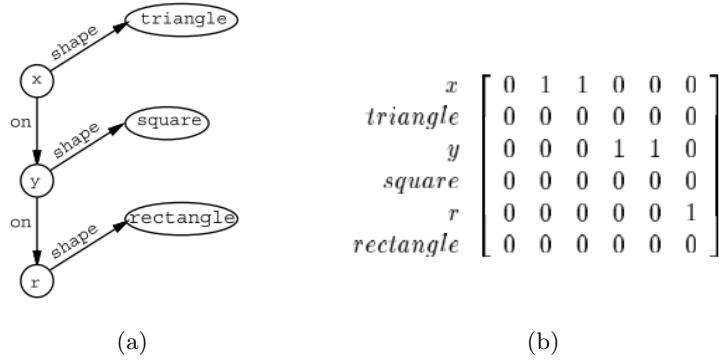 triangle
shape
x
on
square
shape
y
on
rectangle
shape
r
(a)
x 0 1 1 0 0 0
triangle 0 0 0 0 0 0
y 0 0 0 1 1 0
square 0 0 0 0 0 0
r 0 0 0 0 0 1
rectangle 0 0 0 0 0 0
(b)